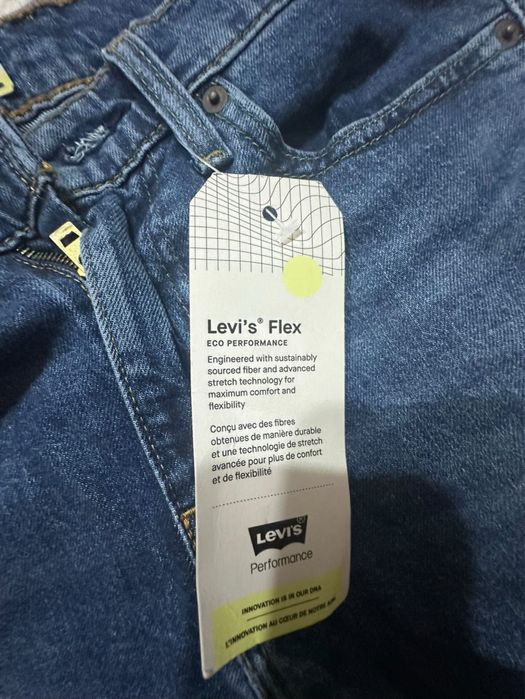 Levi's® Flex
ECO PERFORMANCE
Engineered with sustainably
sourced fiber and advanced
stretch technology for
maximum comfort and
flexibility
Conçu avec des fibres
obtenues de manière durable
et une technologie de stretch
avancée pour plus de confort
et de flexibilité
LEVI'S®
Performance
INNOVATION IS IN OUR DNA
L'INNOVATION AU CŒUR DE NOTRE ADN